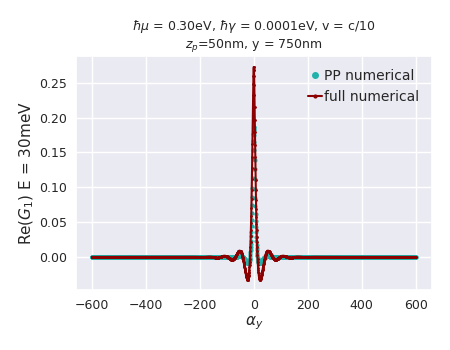 ℏμ = 0.30eV, ℏγ = 0.0001eV, v = c/10
z_p=50nm, y = 750nm
PP numerical
full numerical
Re(G₁) E = 30meV
0.25
0.20
0.15
0.10
0.05
0.00
−600 −400 −200 0 200 400 600
α_y